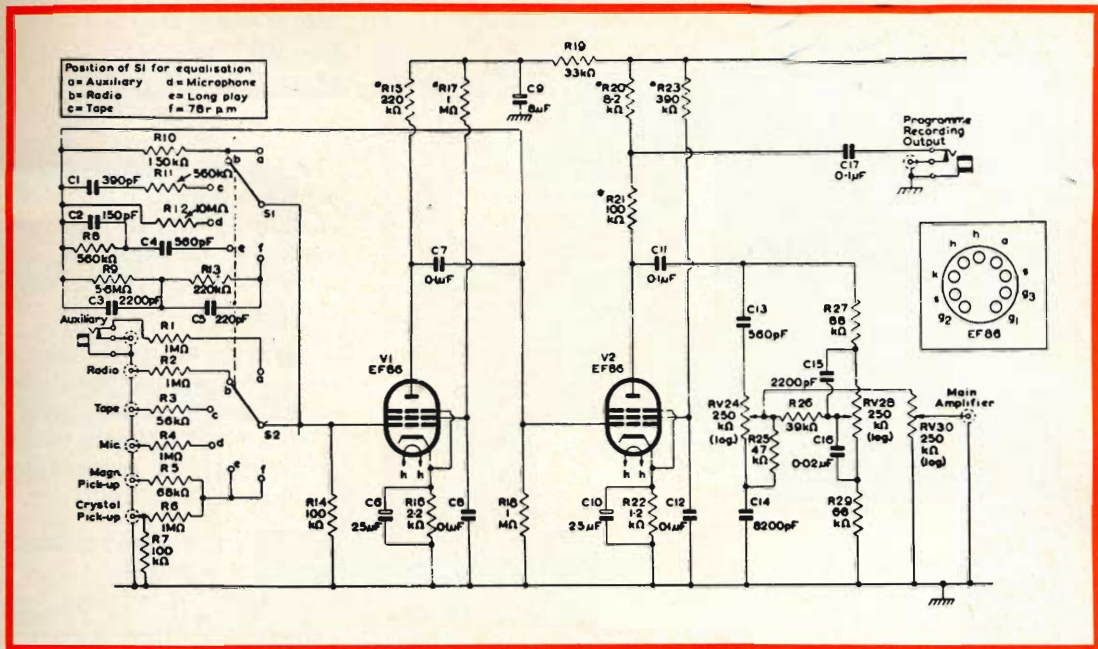 Position of S1 for equalisation
a = Auxiliary d = Microphone
b = Radio e = Long play
c = Tape f = 78 r.p.m
R10
150kΩ
b
a
R11
560kΩ
C1
390pF
c
R12
10MΩ
d
C2
150pF
S1
R8
560kΩ
C4
560pF
e
f
R9
5·6MΩ
R13
220kΩ
C3
2200pF
C5
220pF
Auxiliary
R1
1MΩ
a
Radio
R2
1MΩ
b
Tape
R3
56kΩ
c
S2
Mic.
R4
1MΩ
d
Magn.
Pick-up
R5
68kΩ
e
f
Crystal
Pick-up
R6
1MΩ
R7
100
kΩ
*R15
220
kΩ
*R17
1
MΩ
C9
8μF
R19
33kΩ
*R20
8·2
kΩ
*R23
390
kΩ
C17
0·1μF
Programme
Recording
Output
*
R21
100
kΩ
C7
0·1μF
C11
0·1μF
V1
EF86
h h
R14
100
kΩ
C6
25μF
R16
2·2
kΩ
C8
0·1μF
R18
1
MΩ
V2
EF86
h h
C10
25μF
R22
1·2
kΩ
C12
0·1μF
C13
560pF
R27
68
kΩ
C15
2200pF
RV24
250
kΩ
(log)
R26
39kΩ
R25
47
kΩ
C16
0·02μF
RV28
250
kΩ
(log)
C14
8200pF
R29
68
kΩ
RV30
250
kΩ
(log)
Main
Amplifier
h
h
a
k
s
s
g3
g2
g1
EF86